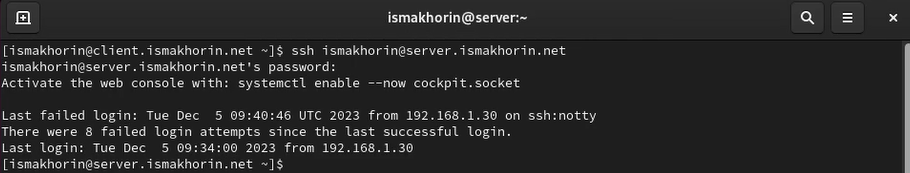 ismakhorin@server:~
[ismakhorin@client.ismakhorin.net ~]$ ssh ismakhorin@server.ismakhorin.net
ismakhorin@server.ismakhorin.net's password:
Activate the web console with: systemctl enable --now cockpit.socket
Last failed login: Tue Dec  5 09:40:46 UTC 2023 from 192.168.1.30 on ssh:notty
There were 8 failed login attempts since the last successful login.
Last login: Tue Dec  5 09:34:00 2023 from 192.168.1.30
[ismakhorin@server.ismakhorin.net ~]$